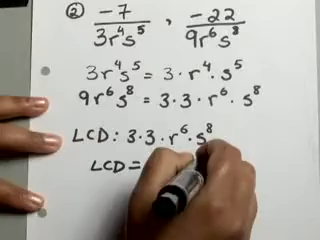 ② -7/3r⁴s⁵ , -22/9r⁶s⁸
3r⁴s⁵ = 3 · r⁴ · s⁵
9r⁶s⁸ = 3 · 3 · r⁶ · s⁸
LCD: 3 · 3 · r⁶ · s⁸
LCD =